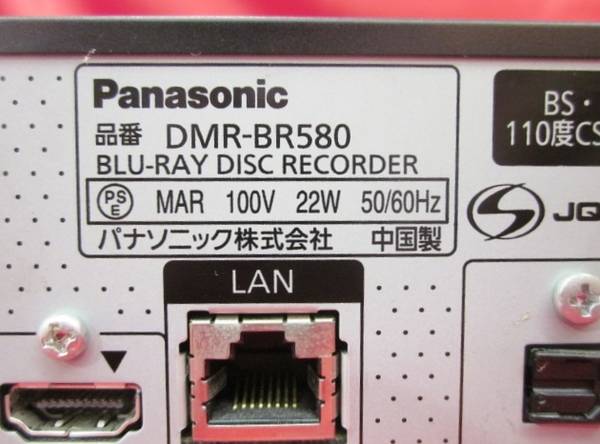 Panasonic
品番 DMR-BR580
BLU-RAY DISC RECORDER
PS E MAR 100V 22W 50/60Hz
パナソニック株式会社 中国製
LAN
BS・
110度CS
JQ